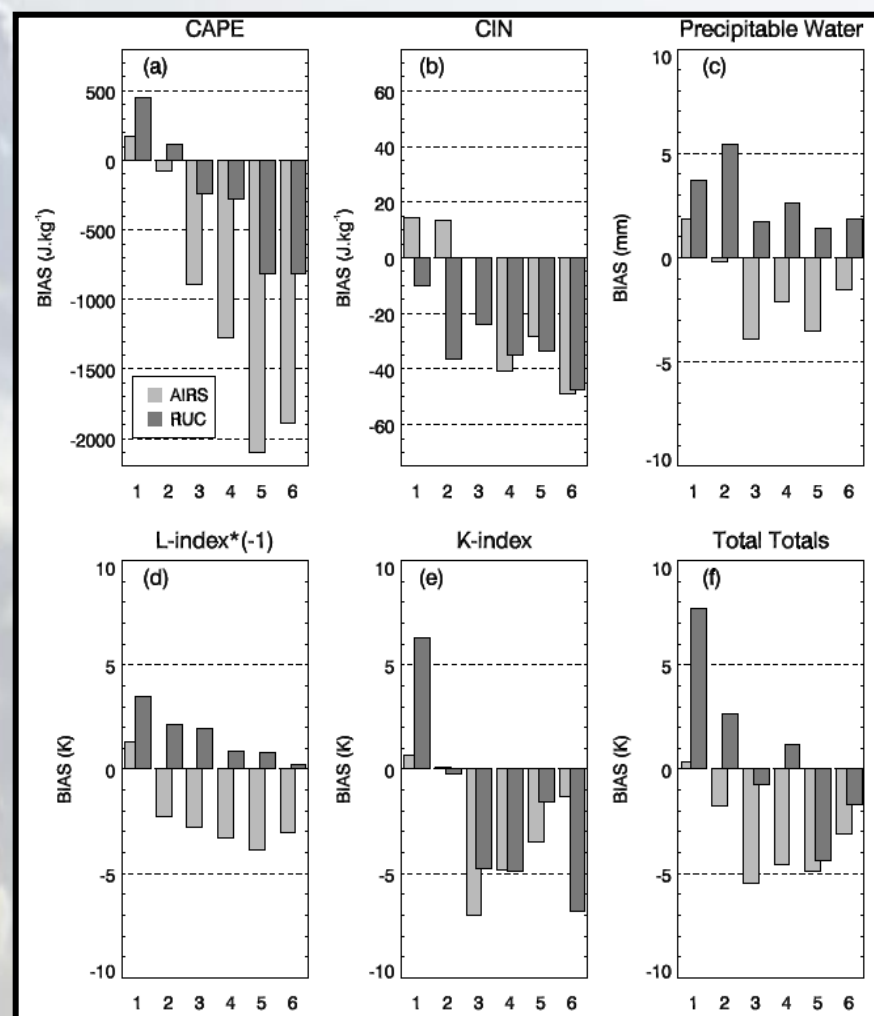 CAPE
CIN
Precipitable Water
(a)
(b)
(c)
500
0
-500
-1000
-1500
-2000
BIAS (J.kg⁻¹)
AIRS
RUC
1 2 3 4 5 6
60
40
20
0
-20
-40
-60
BIAS (J.kg⁻¹)
1 2 3 4 5 6
10
5
0
-5
-10
BIAS (mm)
1 2 3 4 5 6
L-index*(-1)
K-index
Total Totals
(d)
(e)
(f)
10
5
0
-5
-10
BIAS (K)
1 2 3 4 5 6
10
5
0
-5
-10
BIAS (K)
1 2 3 4 5 6
10
5
0
-5
-10
BIAS (K)
1 2 3 4 5 6